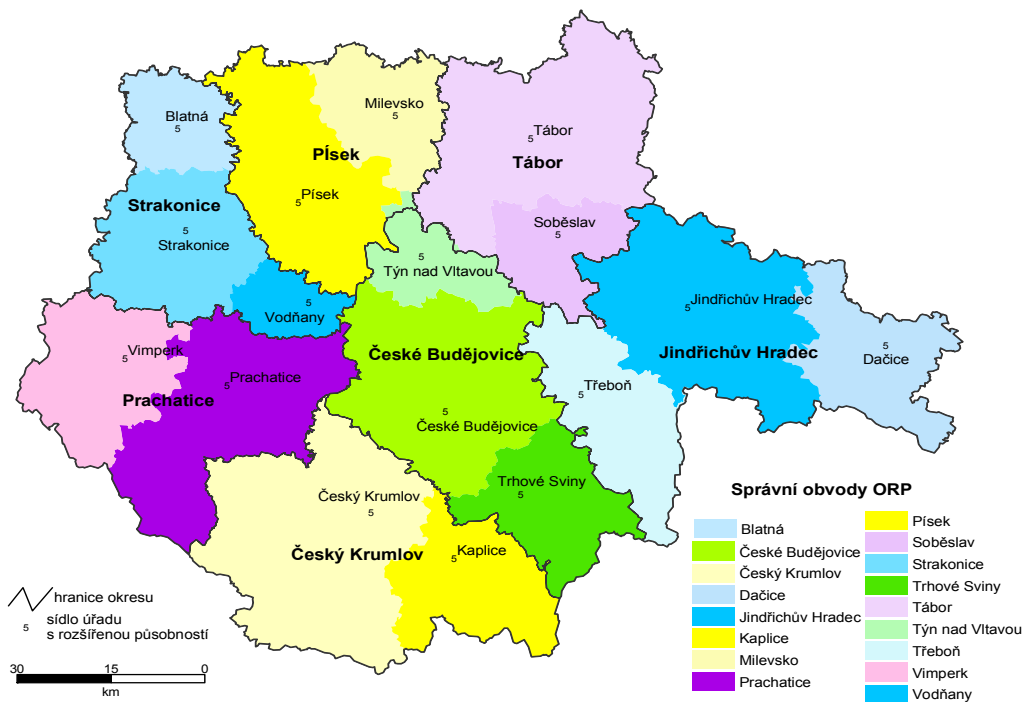 Blatná
5
Milevsko
5
5
Tábor
Tábor
Písek
5
Písek
Strakonice
5
Strakonice
Soběslav
5
5
Týn nad Vltavou
5
Vodňany
5
Jindřichův Hradec
Jindřichův Hradec
5
Dačice
5
Vimperk
5
Prachatice
Prachatice
České Budějovice
5
České Budějovice
Třeboň
5
Trhové Sviny
5
Český Krumlov
5
Český Krumlov
5
Kaplice
Správní obvody ORP
Blatná
České Budějovice
Český Krumlov
Dačice
Jindřichův Hradec
Kaplice
Milevsko
Prachatice
Písek
Soběslav
Strakonice
Trhové Sviny
Tábor
Týn nad Vltavou
Třeboň
Vimperk
Vodňany
hranice okresu
5 sídlo úřadu
s rozšířenou působností
30 15 0
km